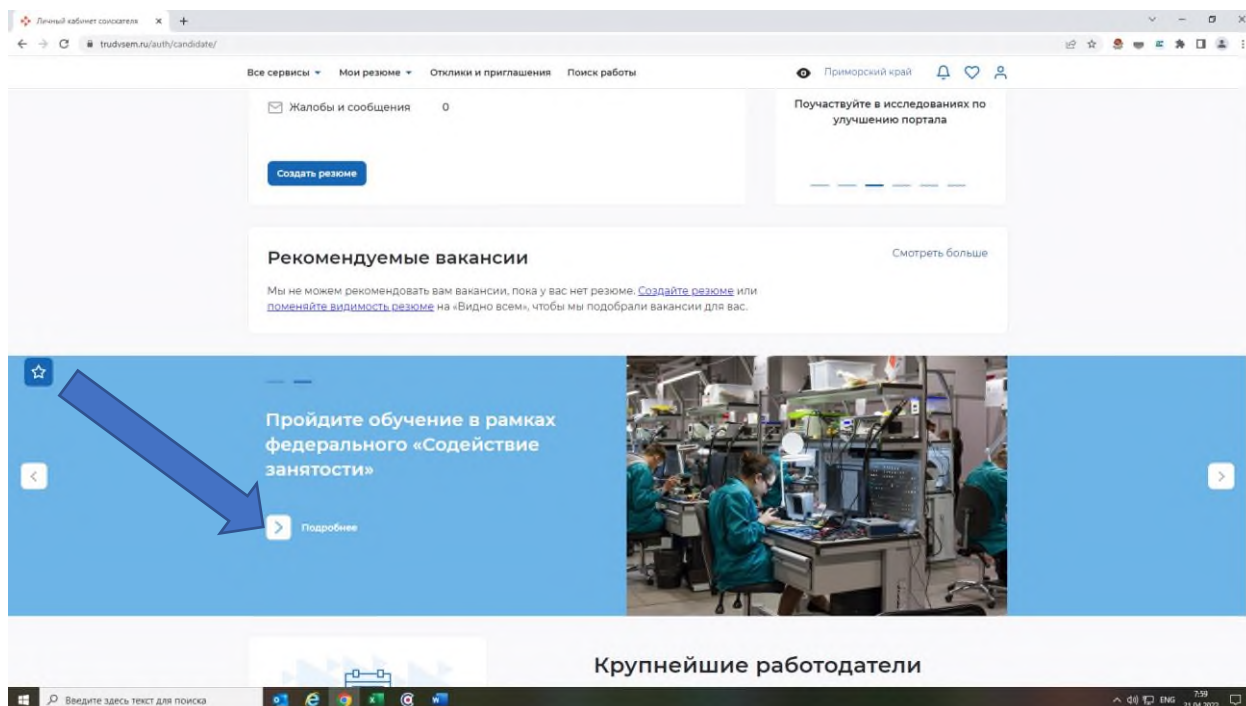 Личный кабинет соискателя
trudvsem.ru/auth/candidate/
Все сервисы Мои резюме Отклики и приглашения Поиск работы Приморский край
Жалобы и сообщения 0
Создать резюме
Поучаствуйте в исследованиях по
улучшению портала
Рекомендуемые вакансии
Смотреть больше
Мы не можем рекомендовать вам вакансии, пока у вас нет резюме. Создайте резюме или
поменяйте видимость резюме на «Видно всем», чтобы мы подобрали вакансии для вас.
Пройдите обучение в рамках
федерального «Содействие
занятости»
Подробнее
Крупнейшие работодатели
Введите здесь текст для поиска
ENG
7:59